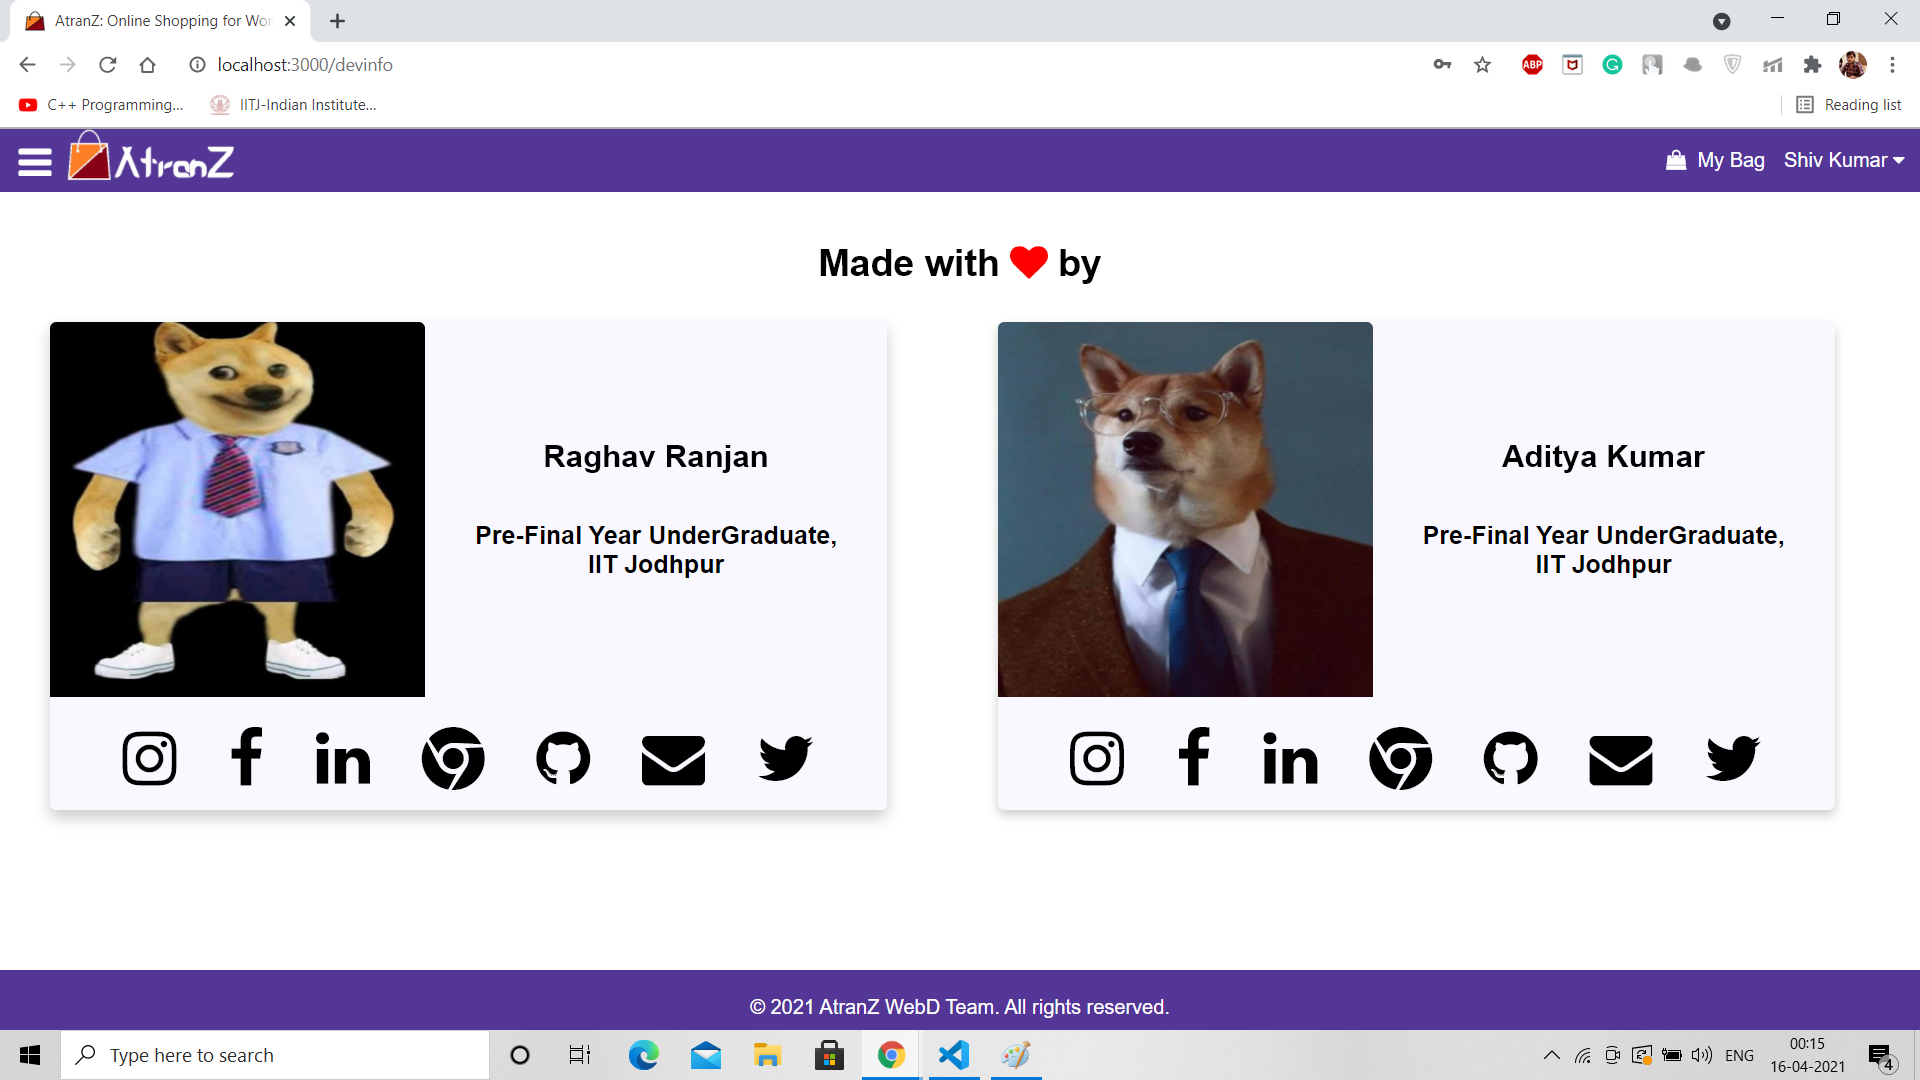 AtranZ: Online Shopping for Wor
localhost:3000/devinfo
ABP
C++ Programming...
IITJ-Indian Institute...
Reading list
AtranZ
My Bag
Shiv Kumar
Made with by
Raghav Ranjan
Pre-Final Year UnderGraduate,
IIT Jodhpur
Aditya Kumar
Pre-Final Year UnderGraduate,
IIT Jodhpur
© 2021 AtranZ WebD Team. All rights reserved.
Type here to search
ENG
00:15
16-04-2021
4